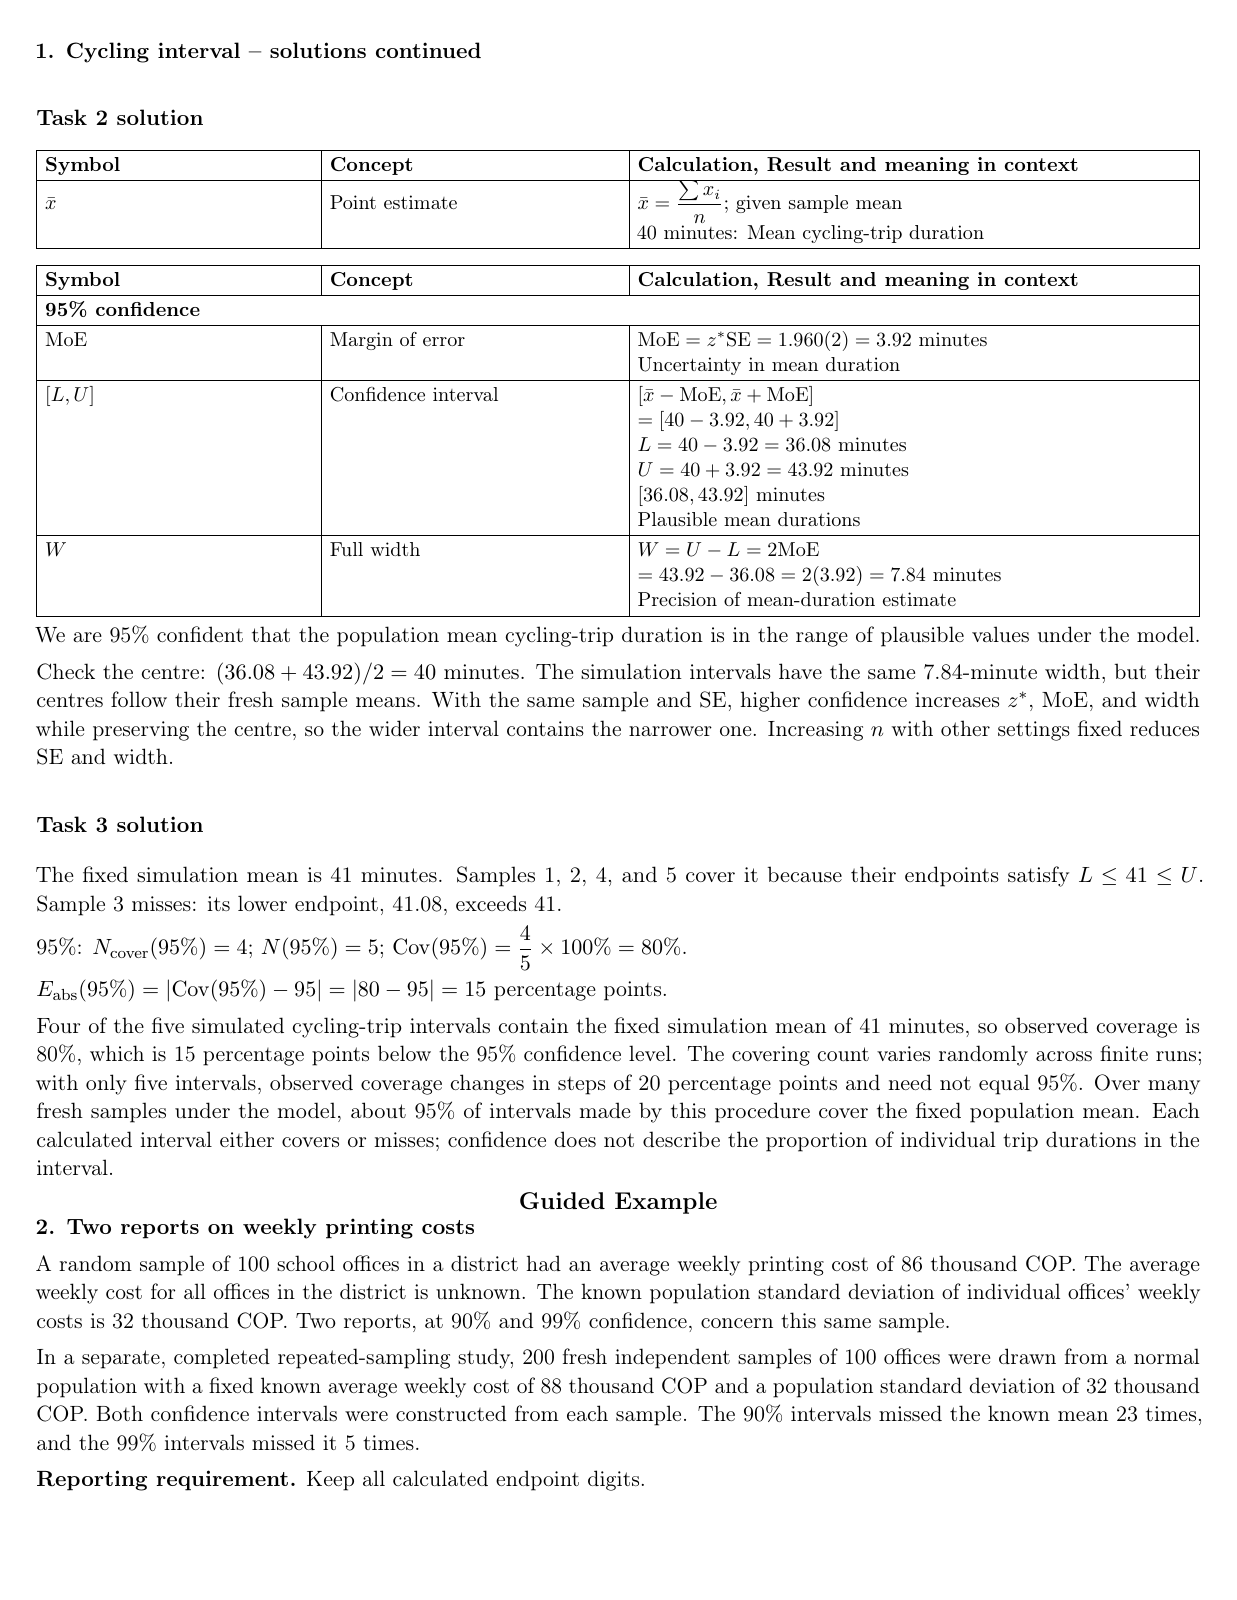 1. Cycling interval – solutions continued
Task 2 solution
Symbol Concept Calculation, Result and meaning in context
x̄ Point estimate x̄ = ∑ xᵢ / n; given sample mean
40 minutes: Mean cycling-trip duration
Symbol Concept Calculation, Result and meaning in context
95% confidence
MoE Margin of error MoE = z*SE = 1.960(2) = 3.92 minutes
Uncertainty in mean duration
[L, U] Confidence interval [x̄ − MoE, x̄ + MoE]
= [40 − 3.92, 40 + 3.92]
L = 40 − 3.92 = 36.08 minutes
U = 40 + 3.92 = 43.92 minutes
[36.08, 43.92] minutes
Plausible mean durations
W Full width W = U − L = 2MoE
= 43.92 − 36.08 = 2(3.92) = 7.84 minutes
Precision of mean-duration estimate
We are 95% confident that the population mean cycling-trip duration is in the range of plausible values under the model.
Check the centre: (36.08 + 43.92)/2 = 40 minutes. The simulation intervals have the same 7.84-minute width, but their
centres follow their fresh sample means. With the same sample and SE, higher confidence increases z*, MoE, and width
while preserving the centre, so the wider interval contains the narrower one. Increasing n with other settings fixed reduces
SE and width.
Task 3 solution
The fixed simulation mean is 41 minutes. Samples 1, 2, 4, and 5 cover it because their endpoints satisfy L ≤ 41 ≤ U.
Sample 3 misses: its lower endpoint, 41.08, exceeds 41.
95%: N_cover(95%) = 4; N(95%) = 5; Cov(95%) = 4/5 × 100% = 80%.
E_abs(95%) = |Cov(95%) − 95| = |80 − 95| = 15 percentage points.
Four of the five simulated cycling-trip intervals contain the fixed simulation mean of 41 minutes, so observed coverage is
80%, which is 15 percentage points below the 95% confidence level. The covering count varies randomly across finite runs;
with only five intervals, observed coverage changes in steps of 20 percentage points and need not equal 95%. Over many
fresh samples under the model, about 95% of intervals made by this procedure cover the fixed population mean. Each
calculated interval either covers or misses; confidence does not describe the proportion of individual trip durations in the
interval.
Guided Example
2. Two reports on weekly printing costs
A random sample of 100 school offices in a district had an average weekly printing cost of 86 thousand COP. The average
weekly cost for all offices in the district is unknown. The known population standard deviation of individual offices' weekly
costs is 32 thousand COP. Two reports, at 90% and 99% confidence, concern this same sample.
In a separate, completed repeated-sampling study, 200 fresh independent samples of 100 offices were drawn from a normal
population with a fixed known average weekly cost of 88 thousand COP and a population standard deviation of 32 thousand
COP. Both confidence intervals were constructed from each sample. The 90% intervals missed the known mean 23 times,
and the 99% intervals missed it 5 times.
Reporting requirement. Keep all calculated endpoint digits.